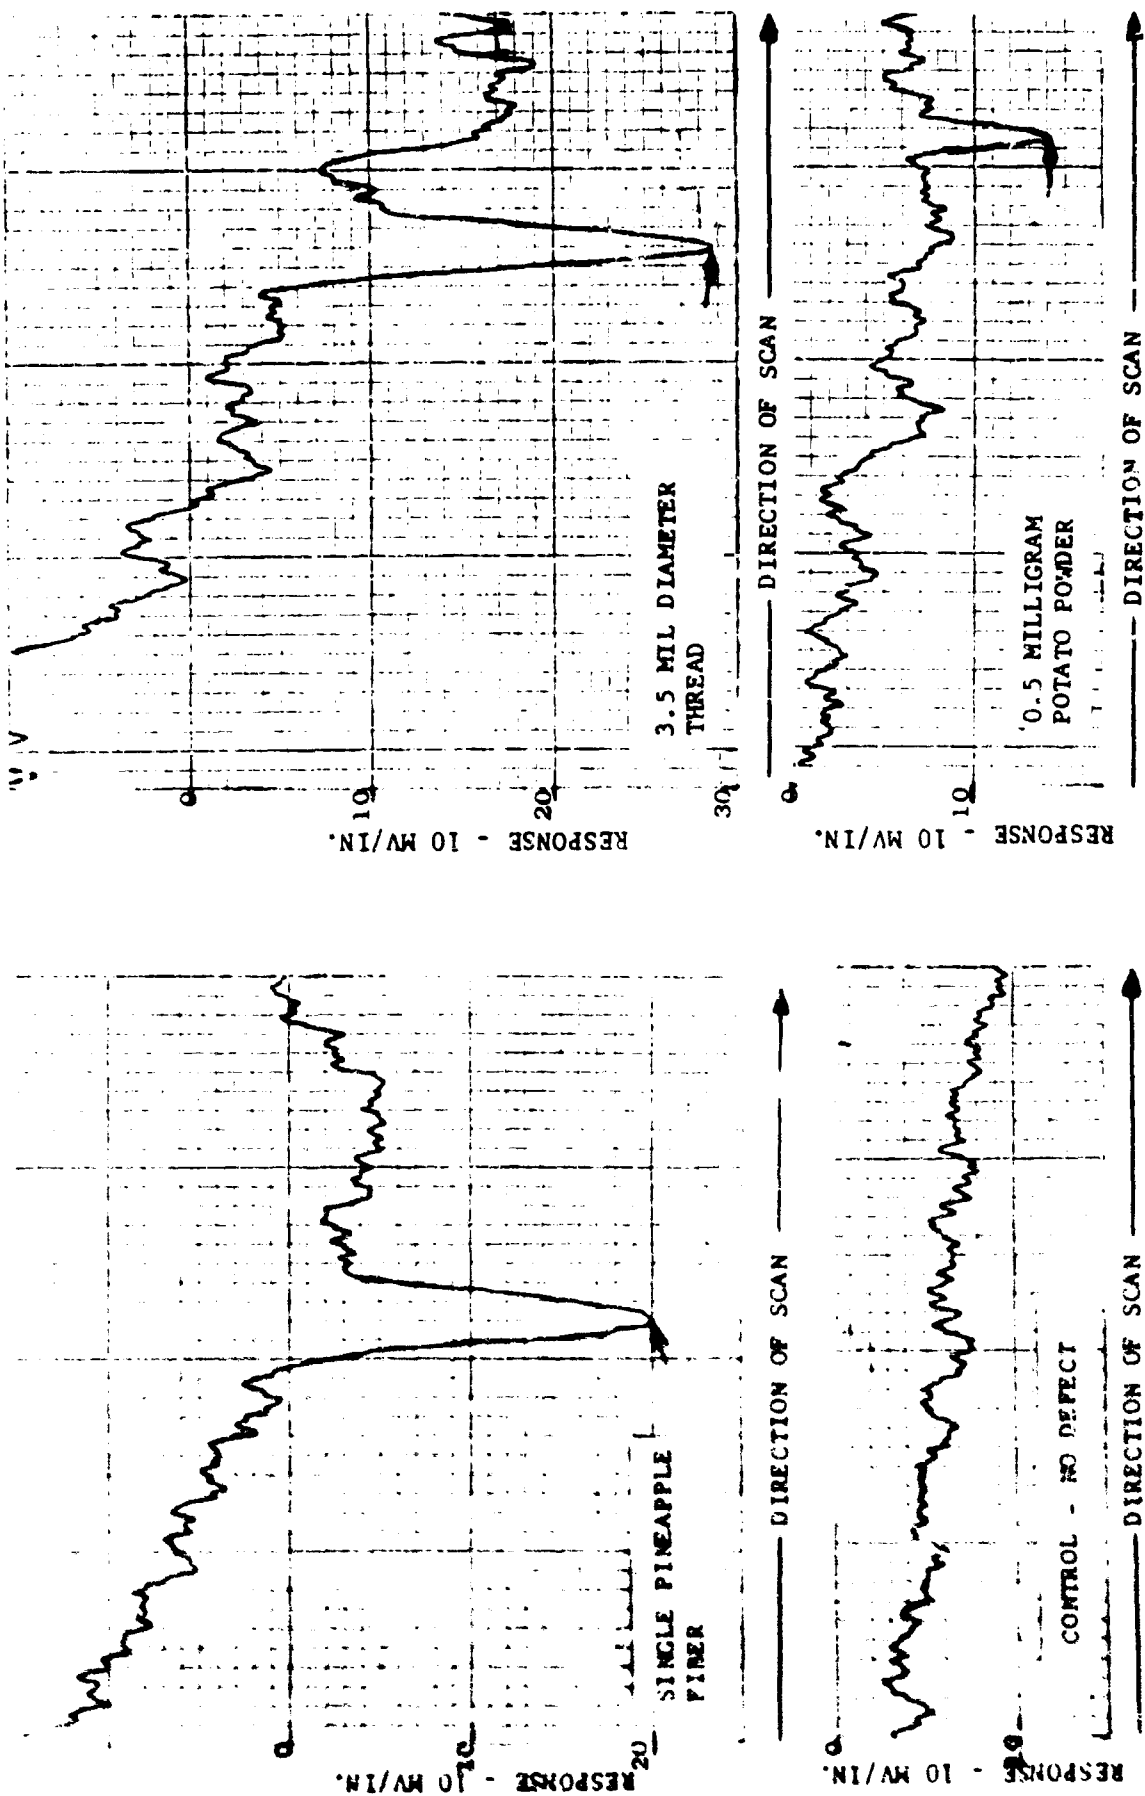 0
10
20
30
RESPONSE - 10 MV/IN.
3.5 MIL DIAMETER
THREAD
DIRECTION OF SCAN
0
10
RESPONSE - 10 MV/IN.
0.5 MILLIGRAM
POTATO POWDER
DIRECTION OF SCAN
0
10
20
RESPONSE - 10 MV/IN.
SINGLE PINEAPPLE
FIBER
DIRECTION OF SCAN
0
10
RESPONSE - 10 MV/IN.
CONTROL - NO DEFECT
DIRECTION OF SCAN